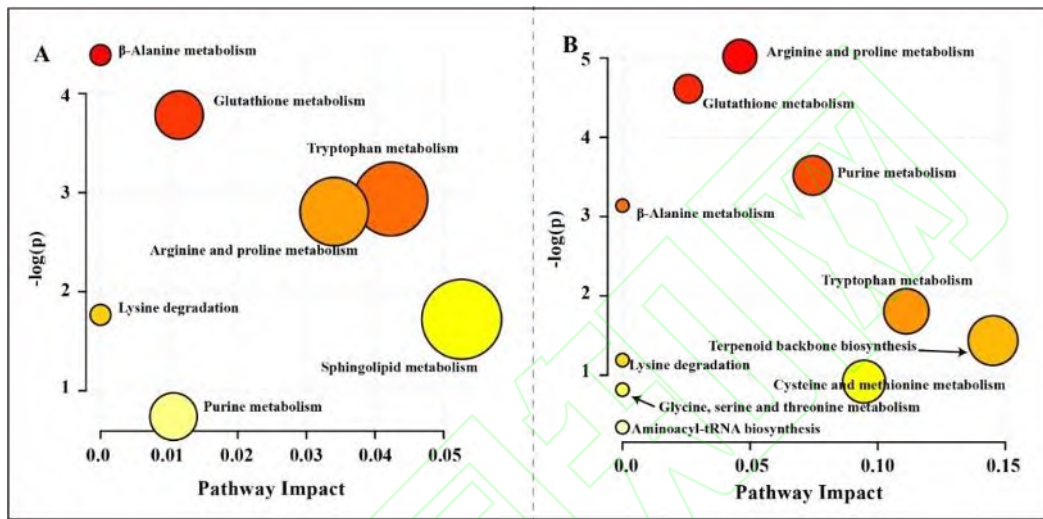 A
β-Alanine metabolism
4
Glutathione metabolism
Tryptophan metabolism
3
-log(p)
Arginine and proline metabolism
2
Lysine degradation
Sphingolipid metabolism
1
Purine metabolism
0.0 0.01 0.02 0.03 0.04 0.05
Pathway Impact
B
Arginine and proline metabolism
5
Glutathione metabolism
4
Purine metabolism
β-Alanine metabolism
3
-log(p)
Tryptophan metabolism
2
Terpenoid backbone biosynthesis
1
Lysine degradation
Cysteine and methionine metabolism
Glycine, serine and threonine metabolism
Aminoacyl-tRNA biosynthesis
0.0 0.05 0.10 0.15
Pathway Impact